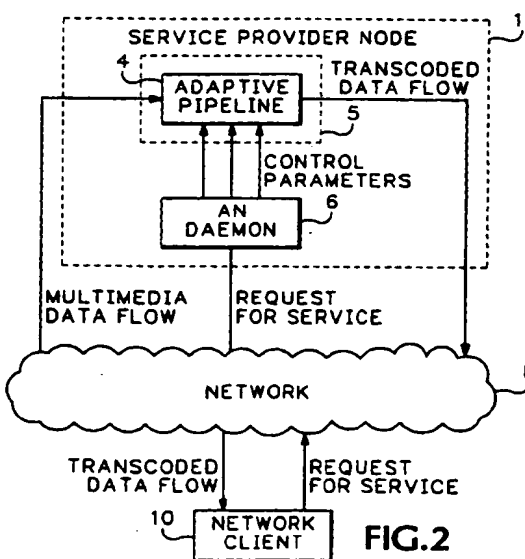 1
SERVICE PROVIDER NODE
4
ADAPTIVE
PIPELINE
TRANSCODED
DATA FLOW
5
CONTROL
PARAMETERS
AN
DAEMON
6
MULTIMEDIA
DATA FLOW
REQUEST
FOR SERVICE
NETWORK
TRANSCODED
DATA FLOW
REQUEST
FOR SERVICE
10
NETWORK
CLIENT
FIG.2